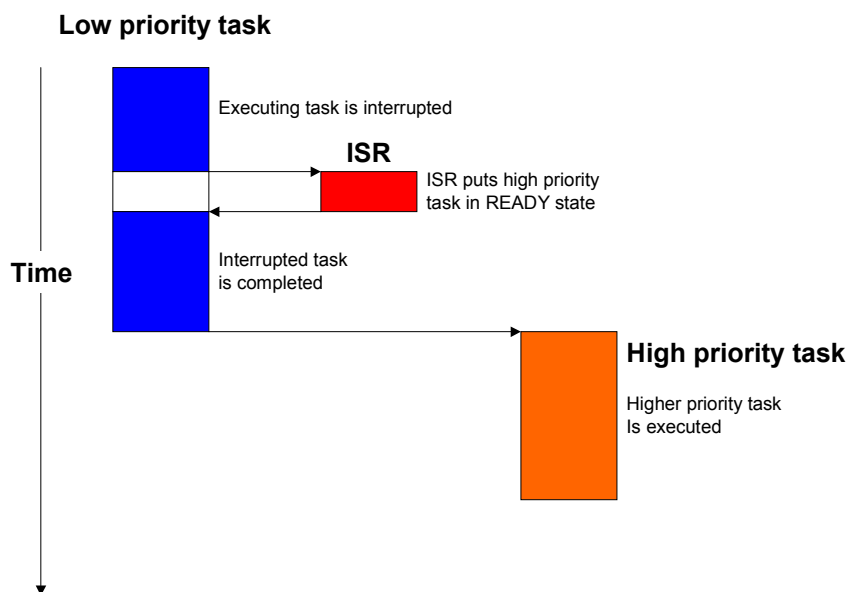 Low priority task
Executing task is interrupted
ISR
ISR puts high priority
task in READY state
Interrupted task
is completed
Time
High priority task
Higher priority task
Is executed